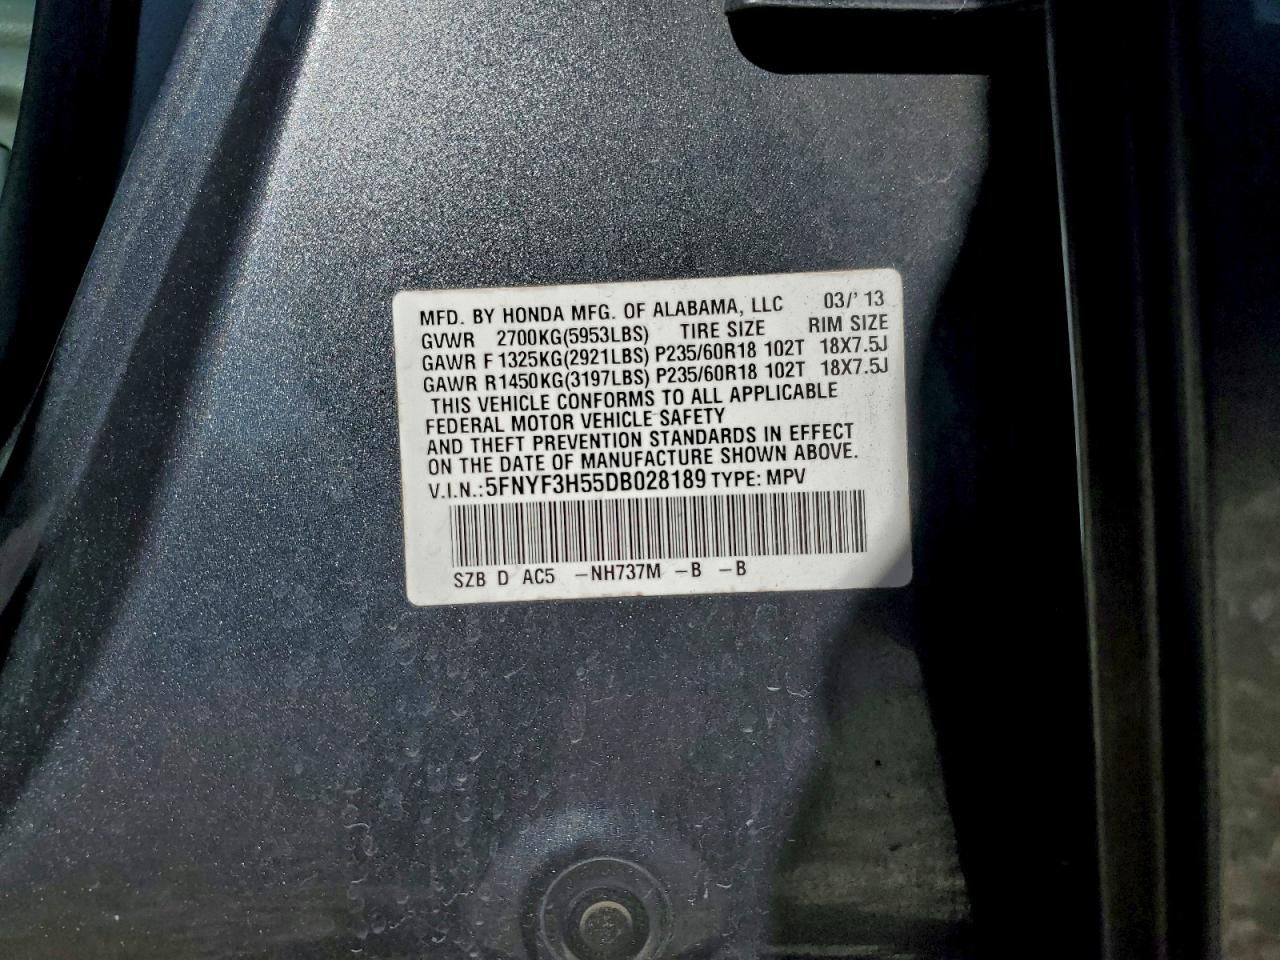 MFD. BY HONDA MFG. OF ALABAMA, LLC 03/'13
GVWR 2700KG(5953LBS) TIRE SIZE RIM SIZE
GAWR F 1325KG(2921LBS) P235/60R18 102T 18X7.5J
GAWR R1450KG(3197LBS) P235/60R18 102T 18X7.5J
THIS VEHICLE CONFORMS TO ALL APPLICABLE
FEDERAL MOTOR VEHICLE SAFETY
AND THEFT PREVENTION STANDARDS IN EFFECT
ON THE DATE OF MANUFACTURE SHOWN ABOVE.
V.I.N.:5FNYF3H55DB028189 TYPE: MPV
SZB D AC5 -NH737M -B -B